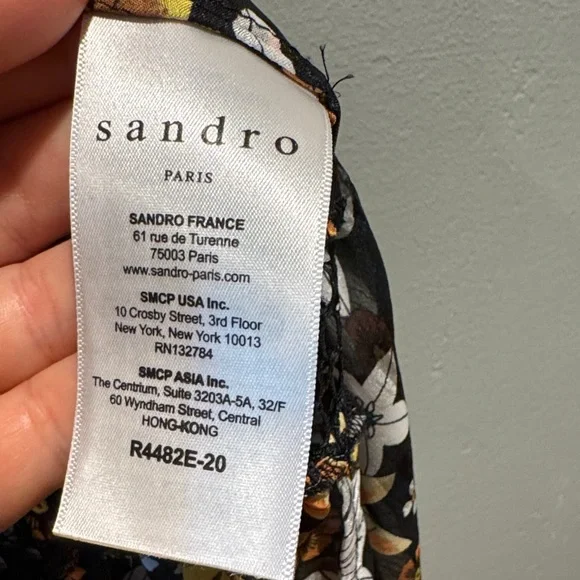 sandro
PARIS
SANDRO FRANCE
61 rue de Turenne
75003 Paris
www.sandro-paris.com
SMCP USA Inc.
10 Crosby Street, 3rd Floor
New York, New York 10013
RN132784
SMCP ASIA Inc.
The Centrium, Suite 3203A-5A, 32/F
60 Wyndham Street, Central
HONG-KONG
R4482E-20